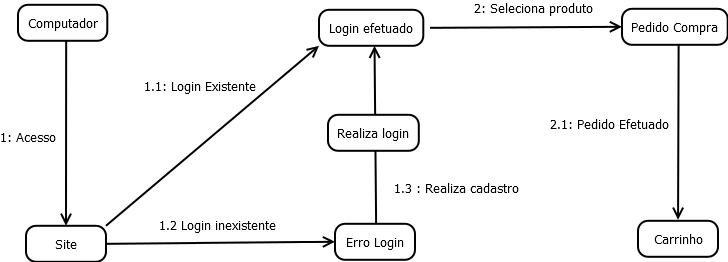 2: Seleciona produto
Computador
Login efetuado
Pedido Compra
1.1: Login Existente
1: Acesso
Realiza login
2.1: Pedido Efetuado
1.3 : Realiza cadastro
1.2 Login inexistente
Site
Erro Login
Carrinho